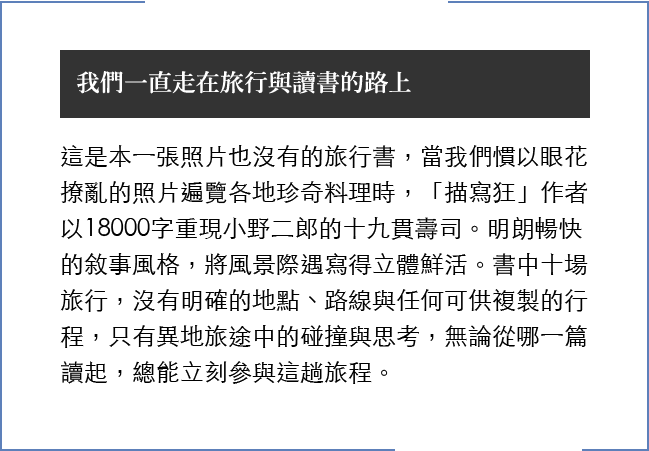 我們一直走在旅行與讀書的路上
這是本一張照片也沒有的旅行書，當我們慣以眼花
撩亂的照片遍覽各地珍奇料理時，「描寫狂」作者
以18000字重現小野二郎的十九貫壽司。明朗暢快
的敘事風格，將風景際遇寫得立體鮮活。書中十場
旅行，沒有明確的地點、路線與任何可供複製的行
程，只有異地旅途中的碰撞與思考，無論從哪一篇
讀起，總能立刻參與這趟旅程。